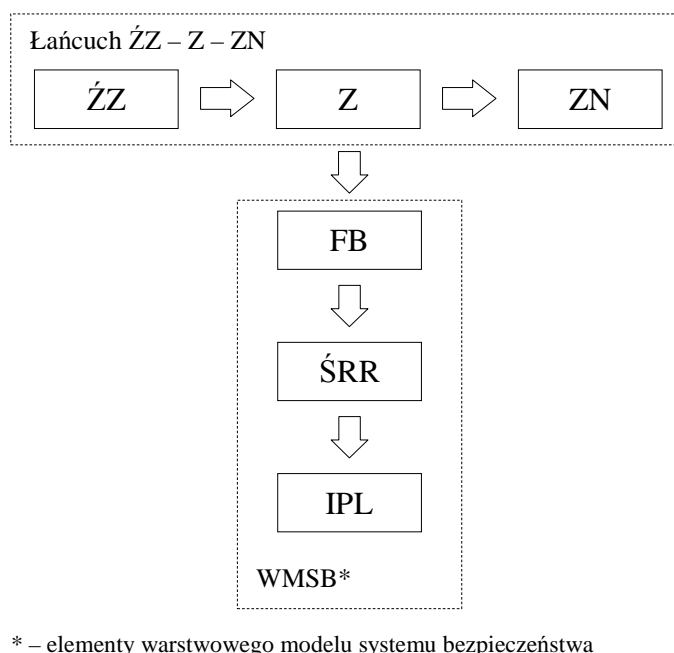 Łańcuch ŹZ – Z – ZN
ŹZ Z ZN
FB
ŚRR
IPL
WMSB*
* – elementy warstwowego modelu systemu bezpieczeństwa